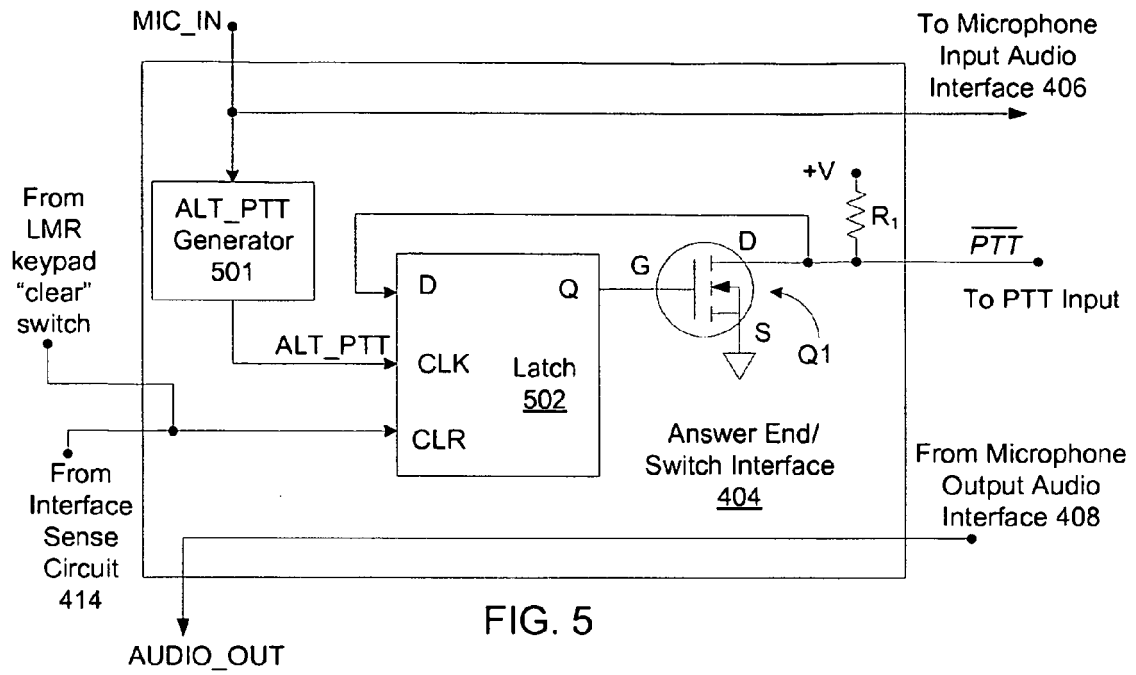 MIC_IN
To Microphone
Input Audio
Interface 406
From
LMR
keypad
“clear”
switch
ALT_PTT
Generator
501
+V
R1
D
PTT
G
D
Q
To PTT Input
S
Q1
ALT_PTT
CLK
Latch
502
CLR
Answer End/
Switch Interface
404
From Microphone
Output Audio
Interface 408
From
Interface
Sense
Circuit
414
FIG. 5
AUDIO_OUT